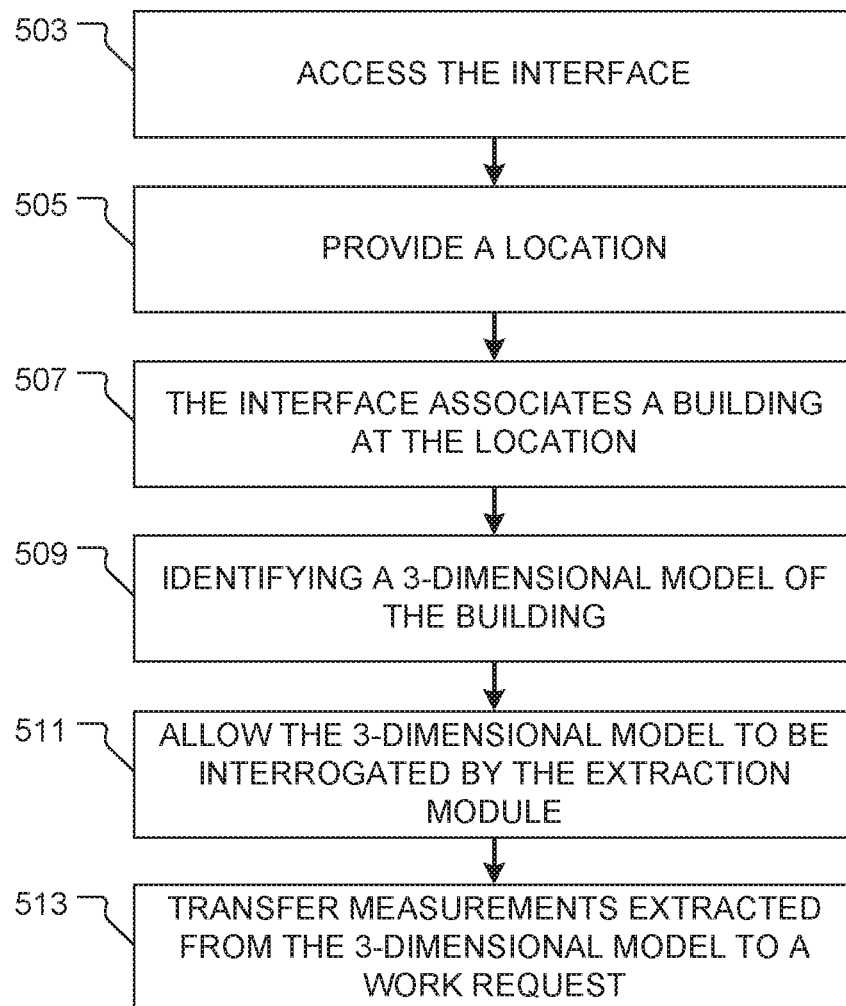 503
ACCESS THE INTERFACE
505
PROVIDE A LOCATION
507
THE INTERFACE ASSOCIATES A BUILDING
AT THE LOCATION
509
IDENTIFYING A 3-DIMENSIONAL MODEL OF
THE BUILDING
511
ALLOW THE 3-DIMENSIONAL MODEL TO BE
INTERROGATED BY THE EXTRACTION
MODULE
513
TRANSFER MEASUREMENTS EXTRACTED
FROM THE 3-DIMENSIONAL MODEL TO A
WORK REQUEST